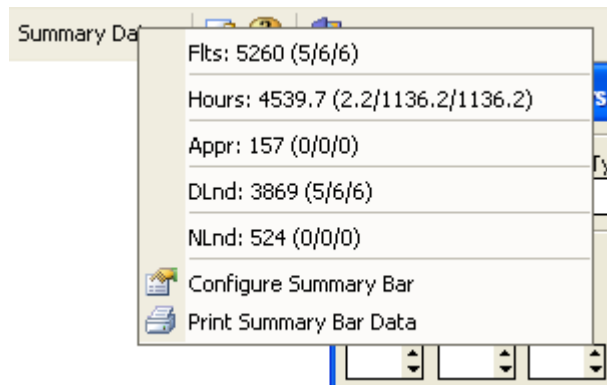 Summary Da
Flts: 5260 (5/6/6)
Hours: 4539.7 (2.2/1136.2/1136.2)
Appr: 157 (0/0/0)
DLnd: 3869 (5/6/6)
NLnd: 524 (0/0/0)
Configure Summary Bar
Print Summary Bar Data